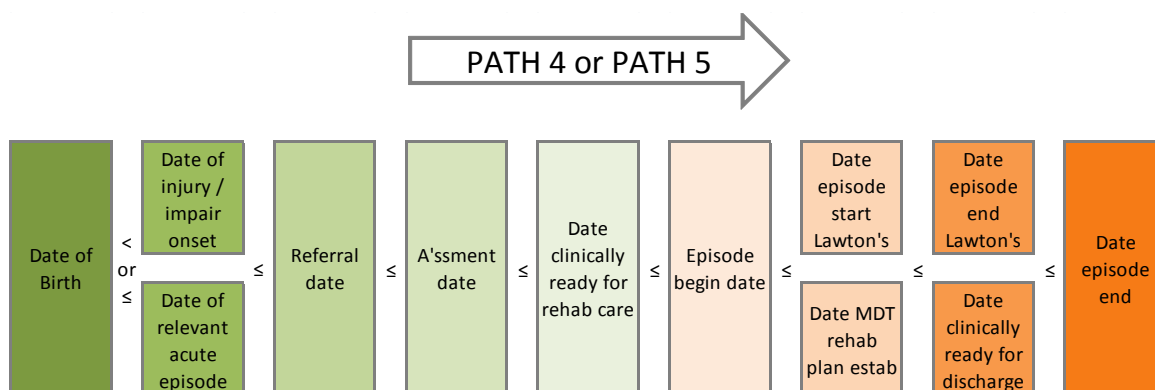 PATH 4 or PATH 5
Date of
Birth
<
or
≤
Date of
injury /
impair
onset
Date of
relevant
acute
episode
≤
Referral
date
≤
A'ssment
date
≤
Date
clinically
ready for
rehab care
≤
Episode
begin date
≤
Date
episode
start
Lawton's
Date MDT
rehab
plan estab
≤
Date
episode
end
Lawton's
Date
clinically
ready for
discharge
≤
Date
episode
end